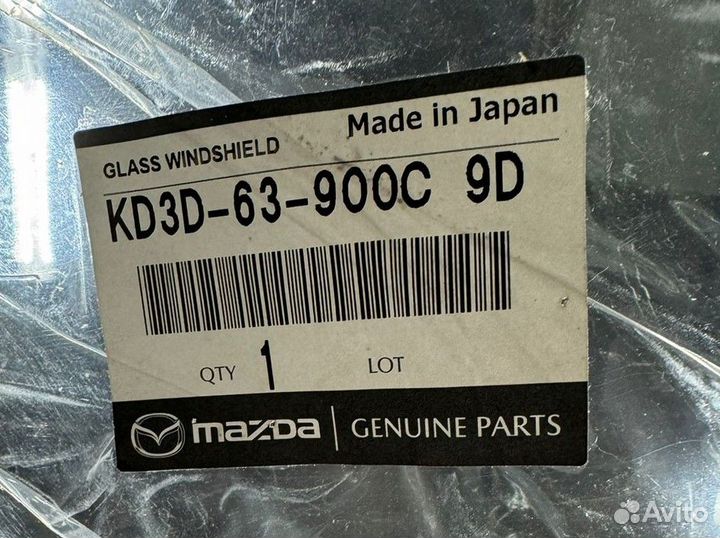 Made in Japan
GLASS WINDSHIELD
KD3D-63-900C 9D
QTY 1 LOT
mazda | GENUINE PARTS
Avito